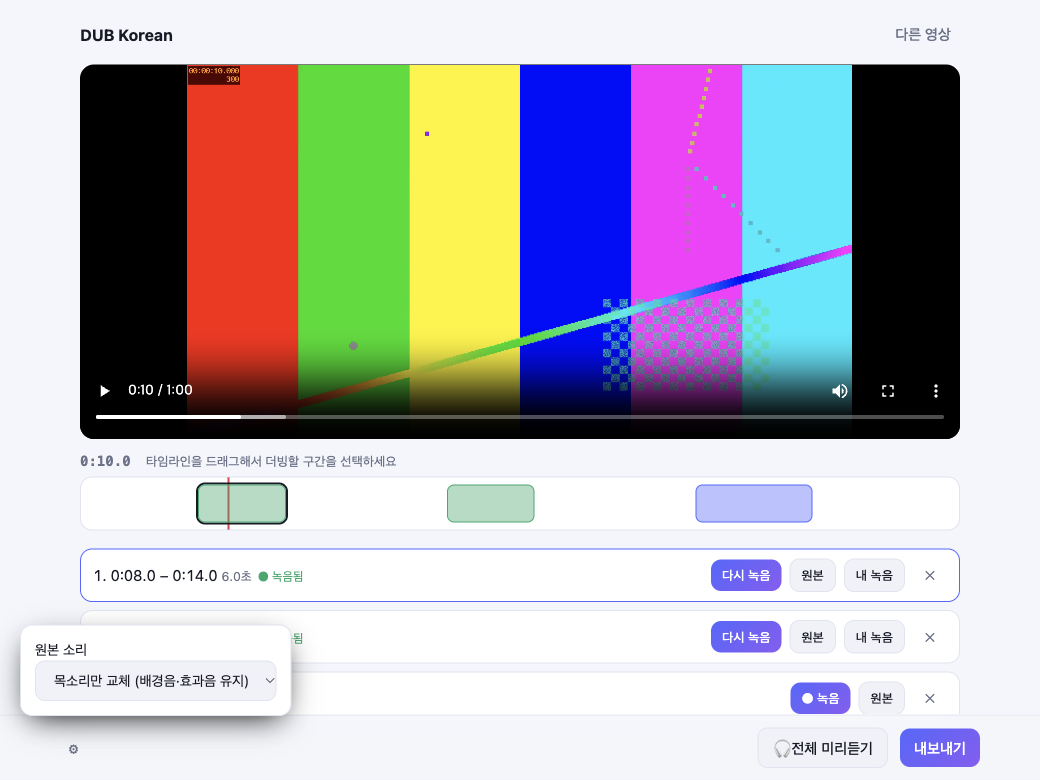 DUB Korean
다른 영상
00:00:10.000
300
0:10 / 1:00
0:10.0 타임라인을 드래그해서 더빙할 구간을 선택하세요
1. 0:08.0 – 0:14.0 6.0초 녹음됨 다시 녹음 원본 내 녹음
다시 녹음 원본 내 녹음
원본 소리
목소리만 교체 (배경음·효과음 유지)
녹음 원본
전체 미리듣기 내보내기